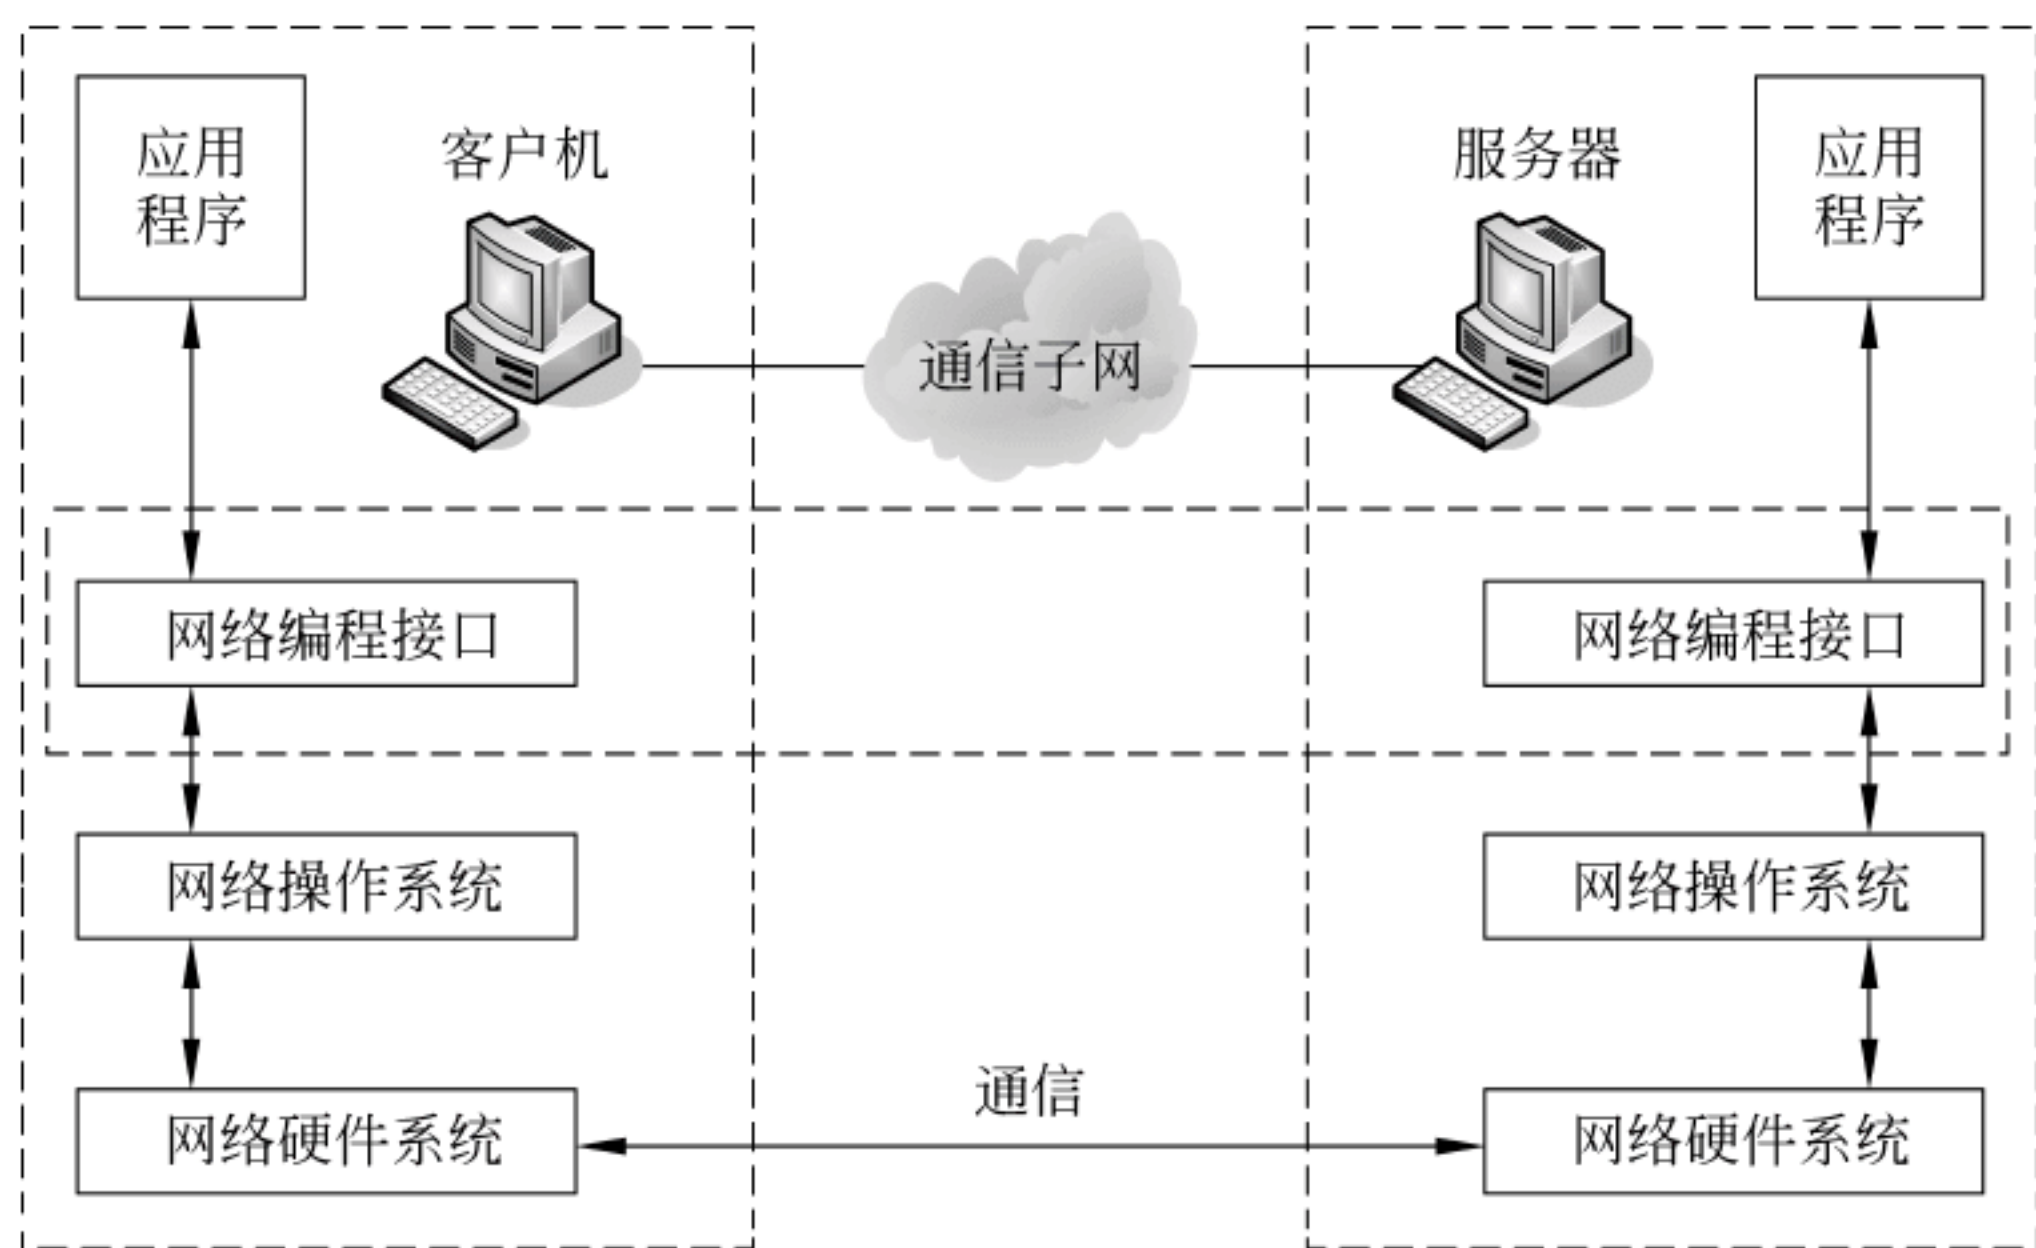 应用
程序
客户机
服务器
应用
程序
通信子网
网络编程接口
网络编程接口
网络操作系统
网络操作系统
通信
网络硬件系统
网络硬件系统